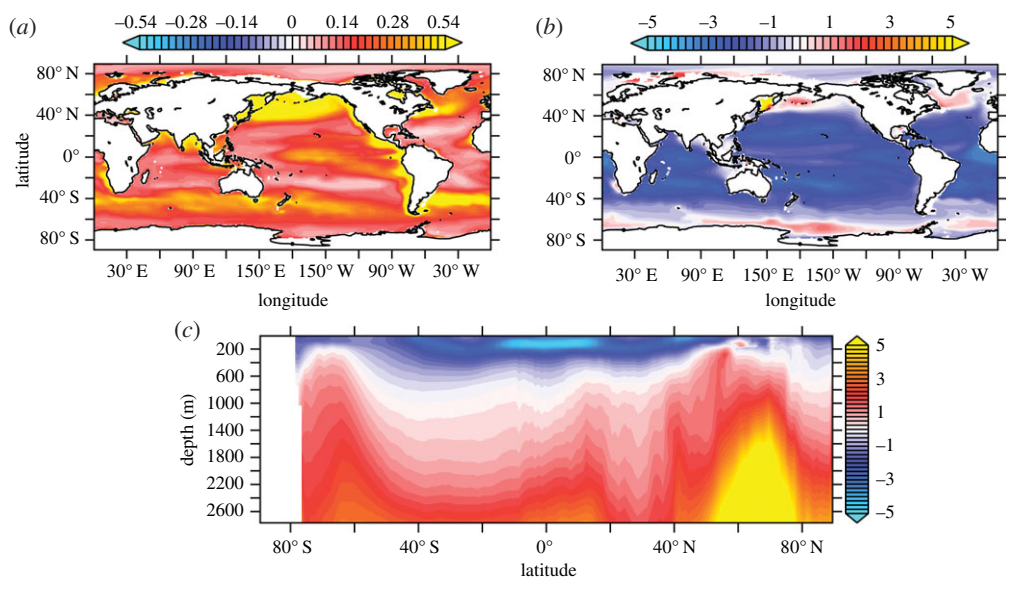 (a)
−0.54 −0.28 −0.14 0 0.14 0.28 0.54
80° N
40° N
0°
40° S
80° S
latitude
30° E 90° E 150° E 150° W 90° W 30° W
longitude
(b)
−5 −3 −1 1 3 5
80° N
40° N
0°
40° S
80° S
30° E 90° E 150° E 150° W 90° W 30° W
longitude
(c)
200
600
1000
1400
1800
2200
2600
depth (m)
80° S 40° S 0° 40° N 80° N
latitude
5
3
1
−1
−3
−5